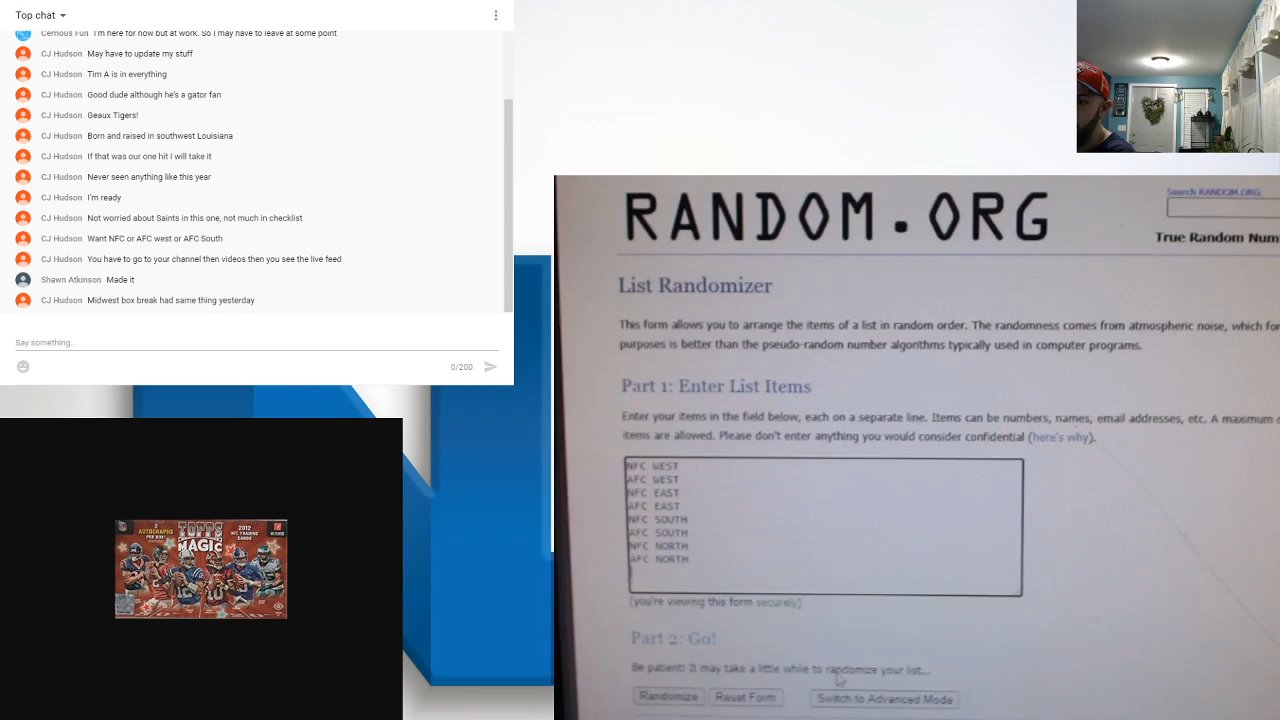 Top chat
Cernous Fun I'm here for now but at work. So I may have to leave at some point
CJ Hudson May have to update my stuff
CJ Hudson Tim A is in everything
CJ Hudson Good dude although he's a gator fan
CJ Hudson Geaux Tigers!
CJ Hudson Born and raised in southwest Louisiana
CJ Hudson If that was our one hit I will take it
CJ Hudson Never seen anything like this year
CJ Hudson I'm ready
CJ Hudson Not worried about Saints in this one, not much in checklist
CJ Hudson Want NFC or AFC west or AFC South
CJ Hudson You have to go to your channel then videos then you see the live feed
Shawn Atkinson Made it
CJ Hudson Midwest box break had same thing yesterday
Say something...
0/200
3 AUTOGRAPHS PER BOX!
TOPPS MAGIC
2012 NFL TRADING CARDS
RANDOM.ORG
Search RANDOM.ORG
True Random Num
List Randomizer
This form allows you to arrange the items of a list in random order. The randomness comes from atmospheric noise, which for
purposes is better than the pseudo-random number algorithms typically used in computer programs.
Part 1: Enter List Items
Enter your items in the field below, each on a separate line. Items can be numbers, names, email addresses, etc. A maximum
items are allowed. Please don't enter anything you would consider confidential (here's why).
NFC WEST
AFC WEST
NFC EAST
AFC EAST
NFC SOUTH
AFC SOUTH
NFC NORTH
AFC NORTH
(you're viewing this form securely)
Part 2: Go!
Be patient! It may take a little while to randomize your list...
Randomize Reset Form Switch to Advanced Mode